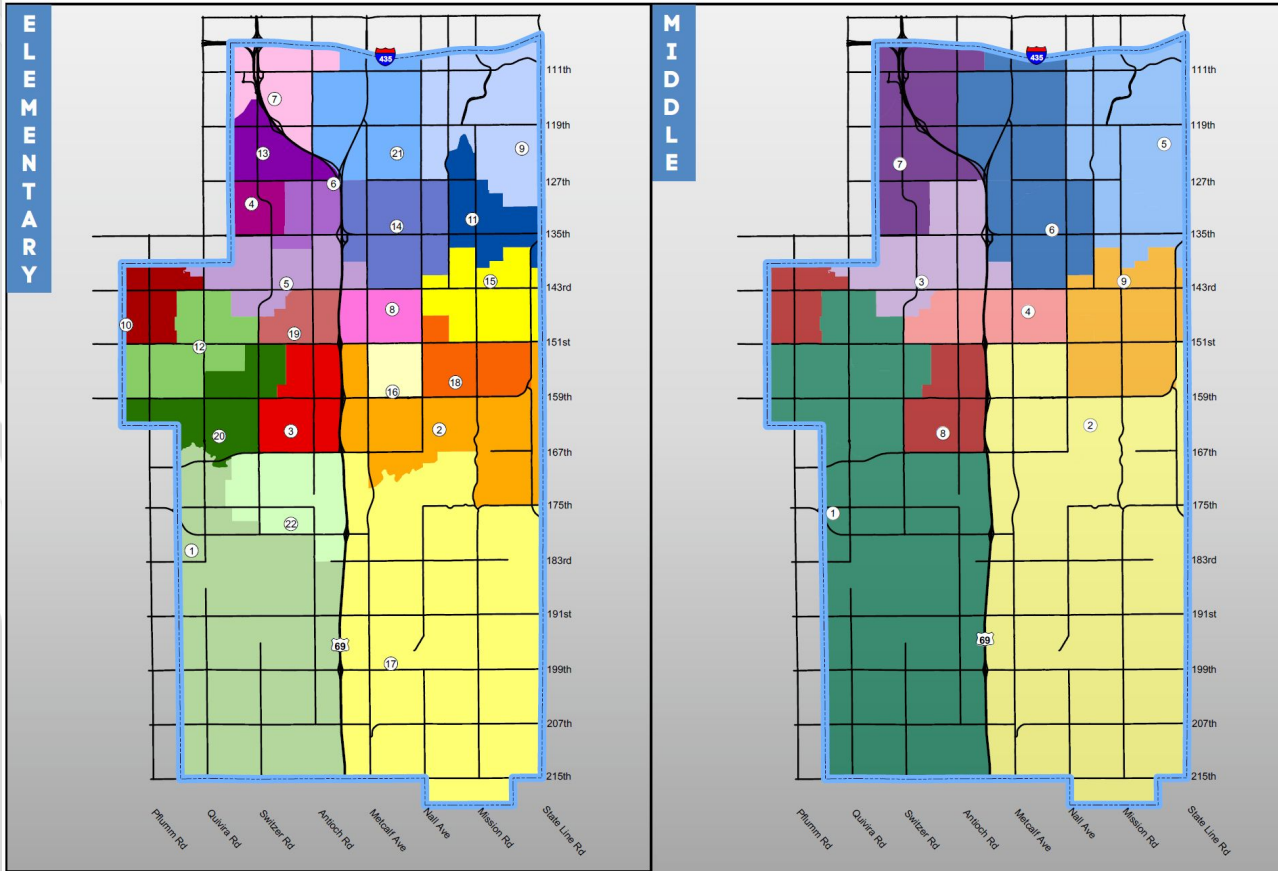 ELEMENTARY
435
111th
119th
127th
135th
143rd
151st
159th
167th
175th
183rd
191st
199th
207th
215th
7
13
9
21
6
4
11
14
15
5
8
10
19
12
16
18
20
3
2
22
1
69
17
Pflumm Rd
Quivira Rd
Switzer Rd
Antioch Rd
Metcalf Ave
Nall Ave
Mission Rd
State Line Rd
MIDDLE
435
111th
119th
127th
135th
143rd
151st
159th
167th
175th
183rd
191st
199th
207th
215th
5
7
6
3
9
4
2
8
1
69
Pflumm Rd
Quivira Rd
Switzer Rd
Antioch Rd
Metcalf Ave
Nall Ave
Mission Rd
State Line Rd